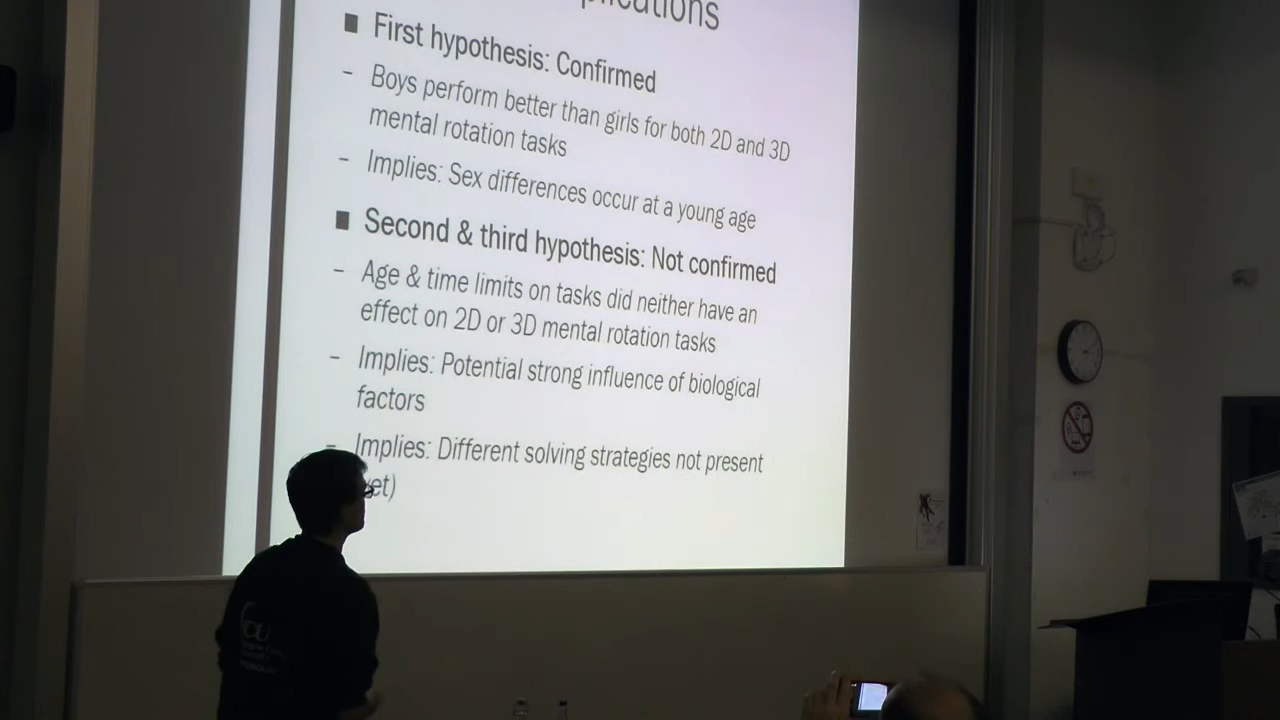 ■ First hypothesis: Confirmed
– Boys perform better than girls for both 2D and 3D
mental rotation tasks
– Implies: Sex differences occur at a young age
■ Second & third hypothesis: Not confirmed
– Age & time limits on tasks did neither have an
effect on 2D or 3D mental rotation tasks
– Implies: Potential strong influence of biological
factors
– Implies: Different solving strategies not present